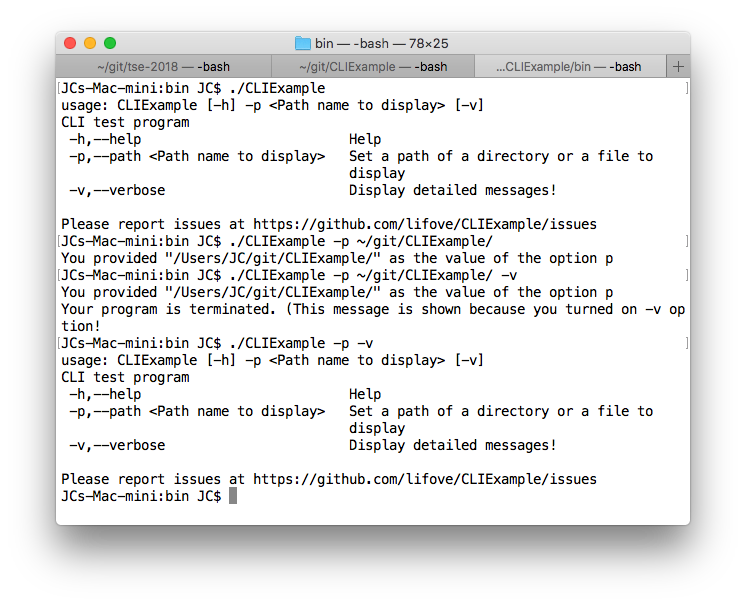 bin — -bash — 78×25
~/git/tse-2018 — -bash
~/git/CLIExample — -bash
...CLIExample/bin — -bash
+
[JCs-Mac-mini:bin JC$ ./CLIExample ]
usage: CLIExample [-h] -p <Path name to display> [-v]
CLI test program
 -h,--help                         Help
 -p,--path <Path name to display>   Set a path of a directory or a file to
                                    display
 -v,--verbose                       Display detailed messages!
Please report issues at https://github.com/lifove/CLIExample/issues
[JCs-Mac-mini:bin JC$ ./CLIExample -p ~/git/CLIExample/ ]
You provided "/Users/JC/git/CLIExample/" as the value of the option p
[JCs-Mac-mini:bin JC$ ./CLIExample -p ~/git/CLIExample/ -v ]
You provided "/Users/JC/git/CLIExample/" as the value of the option p
Your program is terminated. (This message is shown because you turned on -v op
tion!
[JCs-Mac-mini:bin JC$ ./CLIExample -p -v ]
usage: CLIExample [-h] -p <Path name to display> [-v]
CLI test program
 -h,--help                          Help
 -p,--path <Path name to display>   Set a path of a directory or a file to
                                    display
 -v,--verbose                       Display detailed messages!
Please report issues at https://github.com/lifove/CLIExample/issues
JCs-Mac-mini:bin JC$